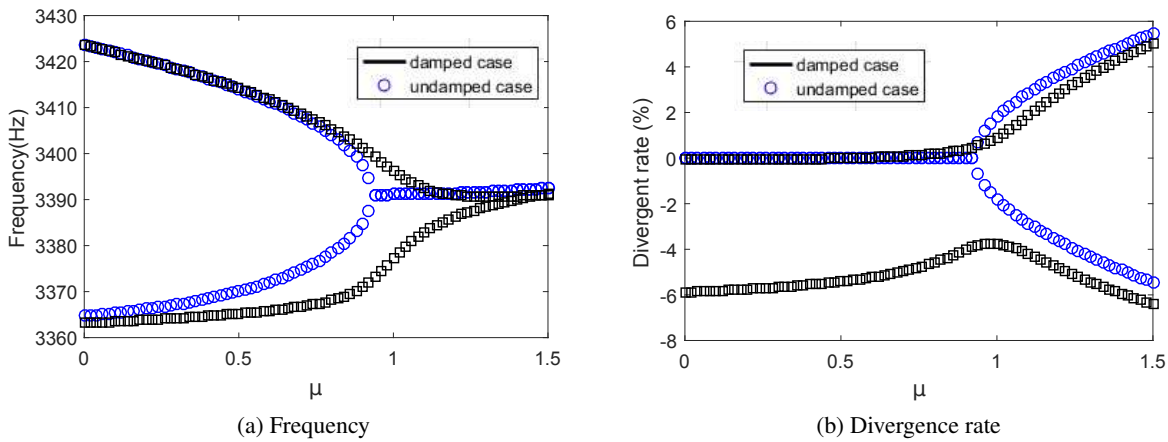 3430
3420
3410
3400
3390
3380
3370
3360
Frequency(Hz)
damped case
undamped case
0
0.5
1
1.5
μ
(a) Frequency
6
4
2
0
-2
-4
-6
-8
Divergent rate (%)
damped case
undamped case
0
0.5
1
1.5
μ
(b) Divergence rate